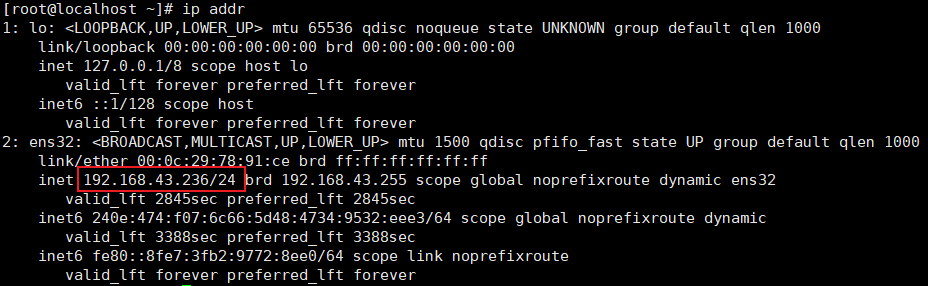 [root@localhost ~]# ip addr
1: lo: <LOOPBACK,UP,LOWER_UP> mtu 65536 qdisc noqueue state UNKNOWN group default qlen 1000
    link/loopback 00:00:00:00:00:00 brd 00:00:00:00:00:00
    inet 127.0.0.1/8 scope host lo
       valid_lft forever preferred_lft forever
    inet6 ::1/128 scope host
       valid_lft forever preferred_lft forever
2: ens32: <BROADCAST,MULTICAST,UP,LOWER_UP> mtu 1500 qdisc pfifo_fast state UP group default qlen 1000
    link/ether 00:0c:29:78:91:ce brd ff:ff:ff:ff:ff:ff
    inet 192.168.43.236/24 brd 192.168.43.255 scope global noprefixroute dynamic ens32
       valid_lft 2845sec preferred_lft 2845sec
    inet6 240e:474:f07:6c66:5d48:4734:9532:eee3/64 scope global noprefixroute dynamic
       valid_lft 3388sec preferred_lft 3388sec
    inet6 fe80::8fe7:3fb2:9772:8ee0/64 scope link noprefixroute
       valid_lft forever preferred_lft forever